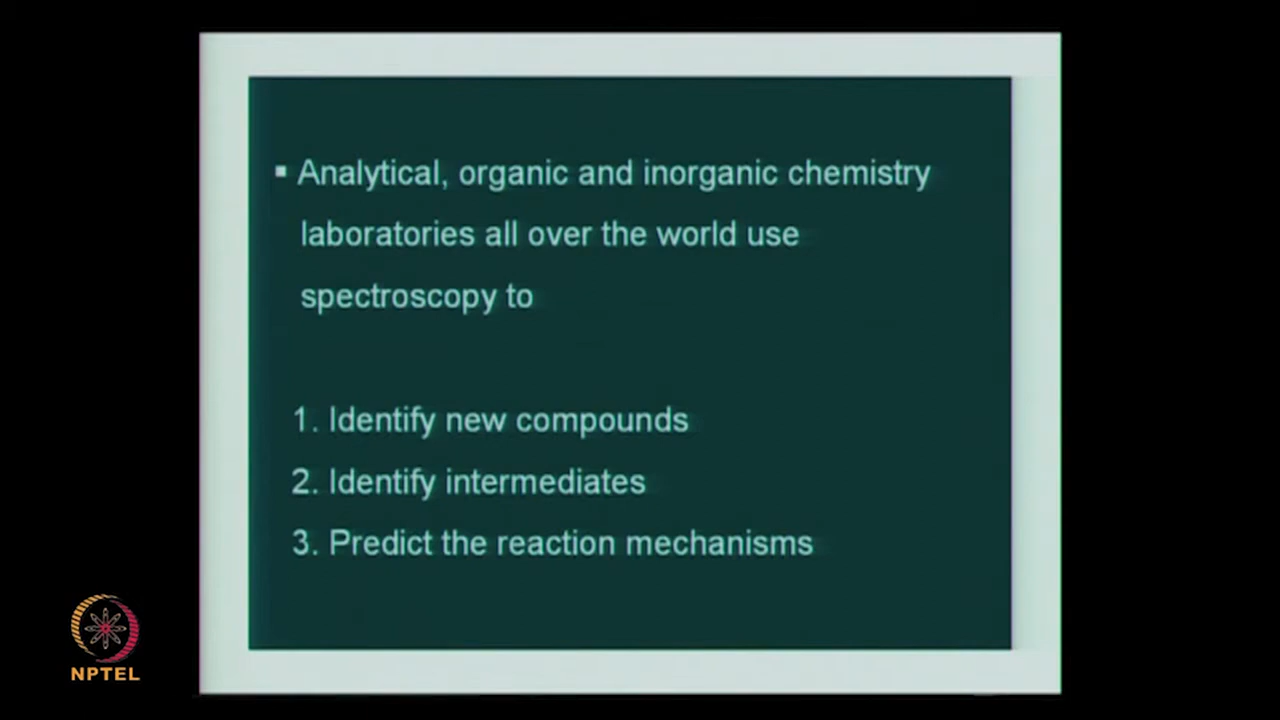 ▪ Analytical, organic and inorganic chemistry
laboratories all over the world use
spectroscopy to
1. Identify new compounds
2. Identify intermediates
3. Predict the reaction mechanisms
NPTEL